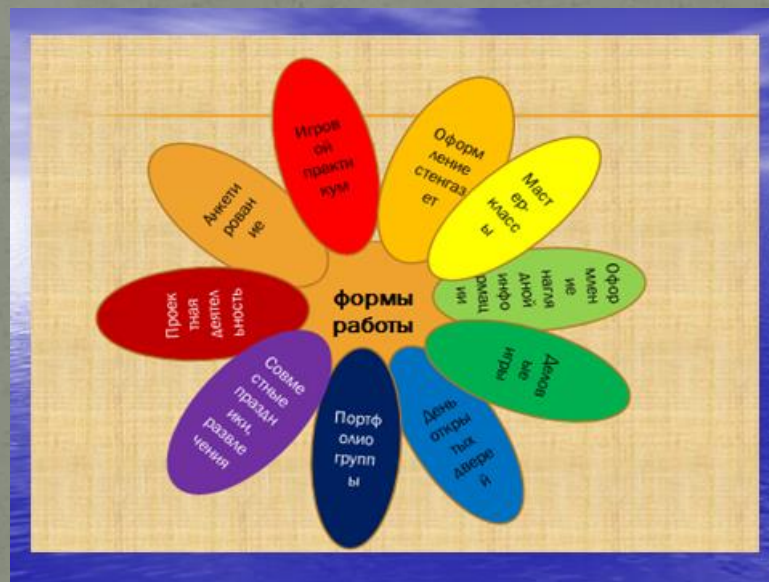 Игров
ой
практи
кум
Оформ
ление
стенгаз-
ет
Маст
ер-
класс
ы
Офор
млен
ие
нагля
дной
инфо
рмац
ии
Делов
ые
игры
День
откры
тых
двере
й
Портф
олио
групп
ы
Совме
стные
праздн
ики,
развле
чения
Проек
тная
деятел
ьность
Анкети
рован
ие
формы
работы